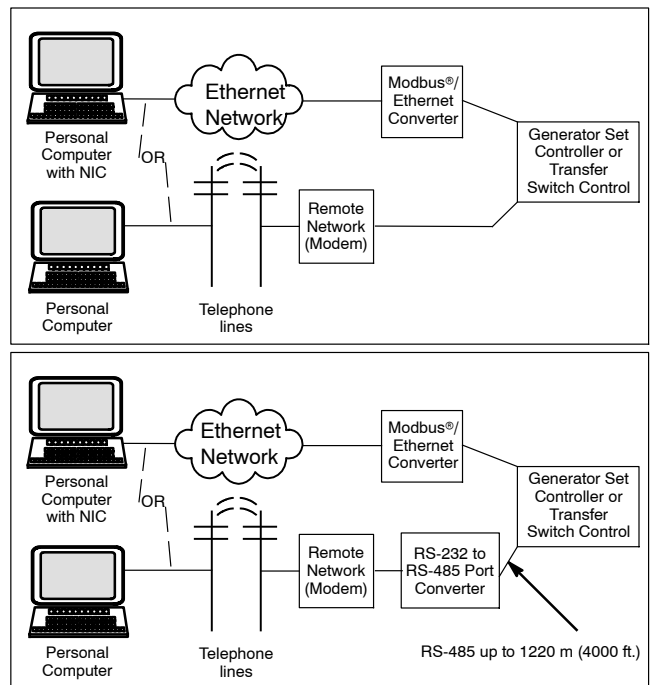 Personal
Computer
with NIC
OR
Ethernet
Network
Modbus®/
Ethernet
Converter
Generator Set
Controller or
Transfer
Switch Control
Personal
Computer
Telephone
lines
Remote
Network
(Modem)
Personal
Computer
with NIC
OR
Ethernet
Network
Modbus®/
Ethernet
Converter
Generator Set
Controller or
Transfer
Switch Control
Personal
Computer
Telephone
lines
Remote
Network
(Modem)
RS-232 to
RS-485 Port
Converter
RS-485 up to 1220 m (4000 ft.)